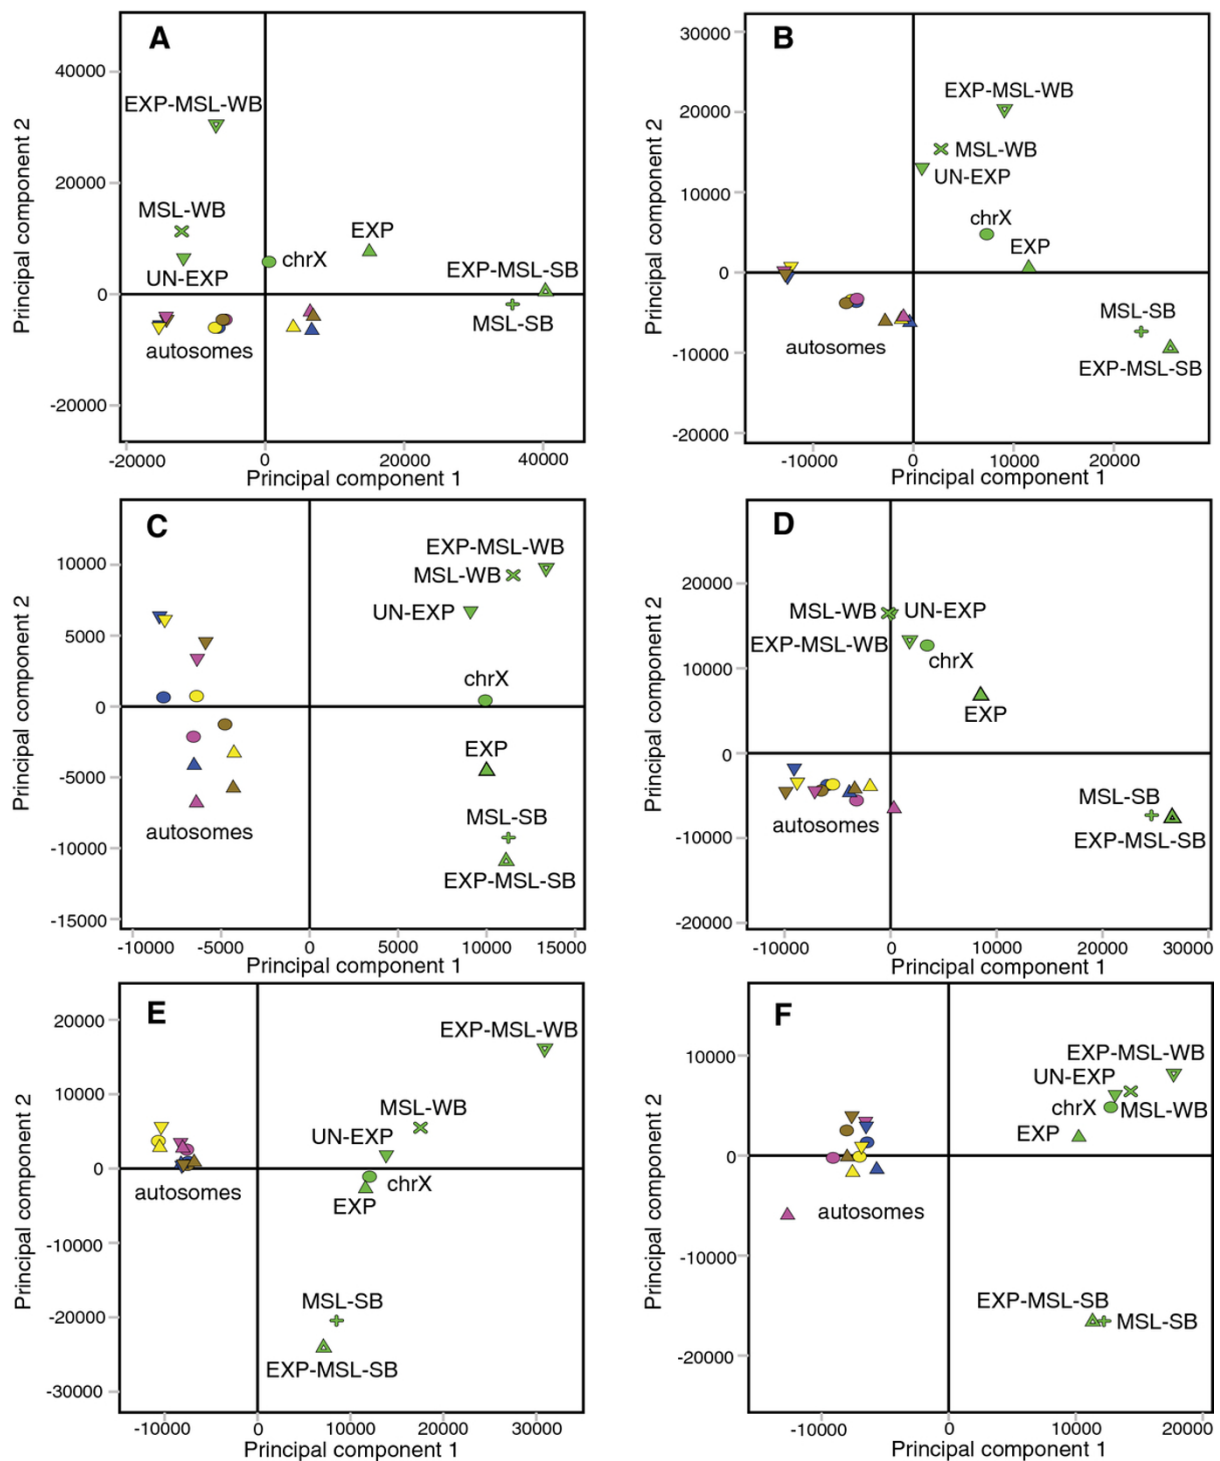 A
Principal component 2
40000
20000
0
-20000
EXP-MSL-WB
MSL-WB
UN-EXP
chrX
EXP
EXP-MSL-SB
MSL-SB
autosomes
-20000 0 20000 40000
Principal component 1
B
Principal component 2
30000
20000
10000
0
-10000
-20000
EXP-MSL-WB
MSL-WB
UN-EXP
chrX
EXP
MSL-SB
autosomes
EXP-MSL-SB
-10000 0 10000 20000
Principal component 1
C
Principal component 2
10000
5000
0
-5000
-10000
-15000
EXP-MSL-WB
MSL-WB
UN-EXP
chrX
EXP
MSL-SB
autosomes
EXP-MSL-SB
-10000 -5000 0 5000 10000 15000
Principal component 1
D
Principal component 2
20000
10000
0
-10000
-20000
MSL-WB UN-EXP
EXP-MSL-WB
chrX
EXP
MSL-SB
autosomes
EXP-MSL-SB
-10000 0 10000 20000 30000
Principal component 1
E
Principal component 2
20000
10000
0
-10000
-20000
-30000
EXP-MSL-WB
MSL-WB
UN-EXP
autosomes
chrX
EXP
MSL-SB
EXP-MSL-SB
-10000 0 10000 20000 30000
Principal component 1
F
Principal component 2
10000
0
-10000
-20000
EXP-MSL-WB
UN-EXP
chrX MSL-WB
EXP
autosomes
EXP-MSL-SB
MSL-SB
-10000 0 10000 20000
Principal component 1